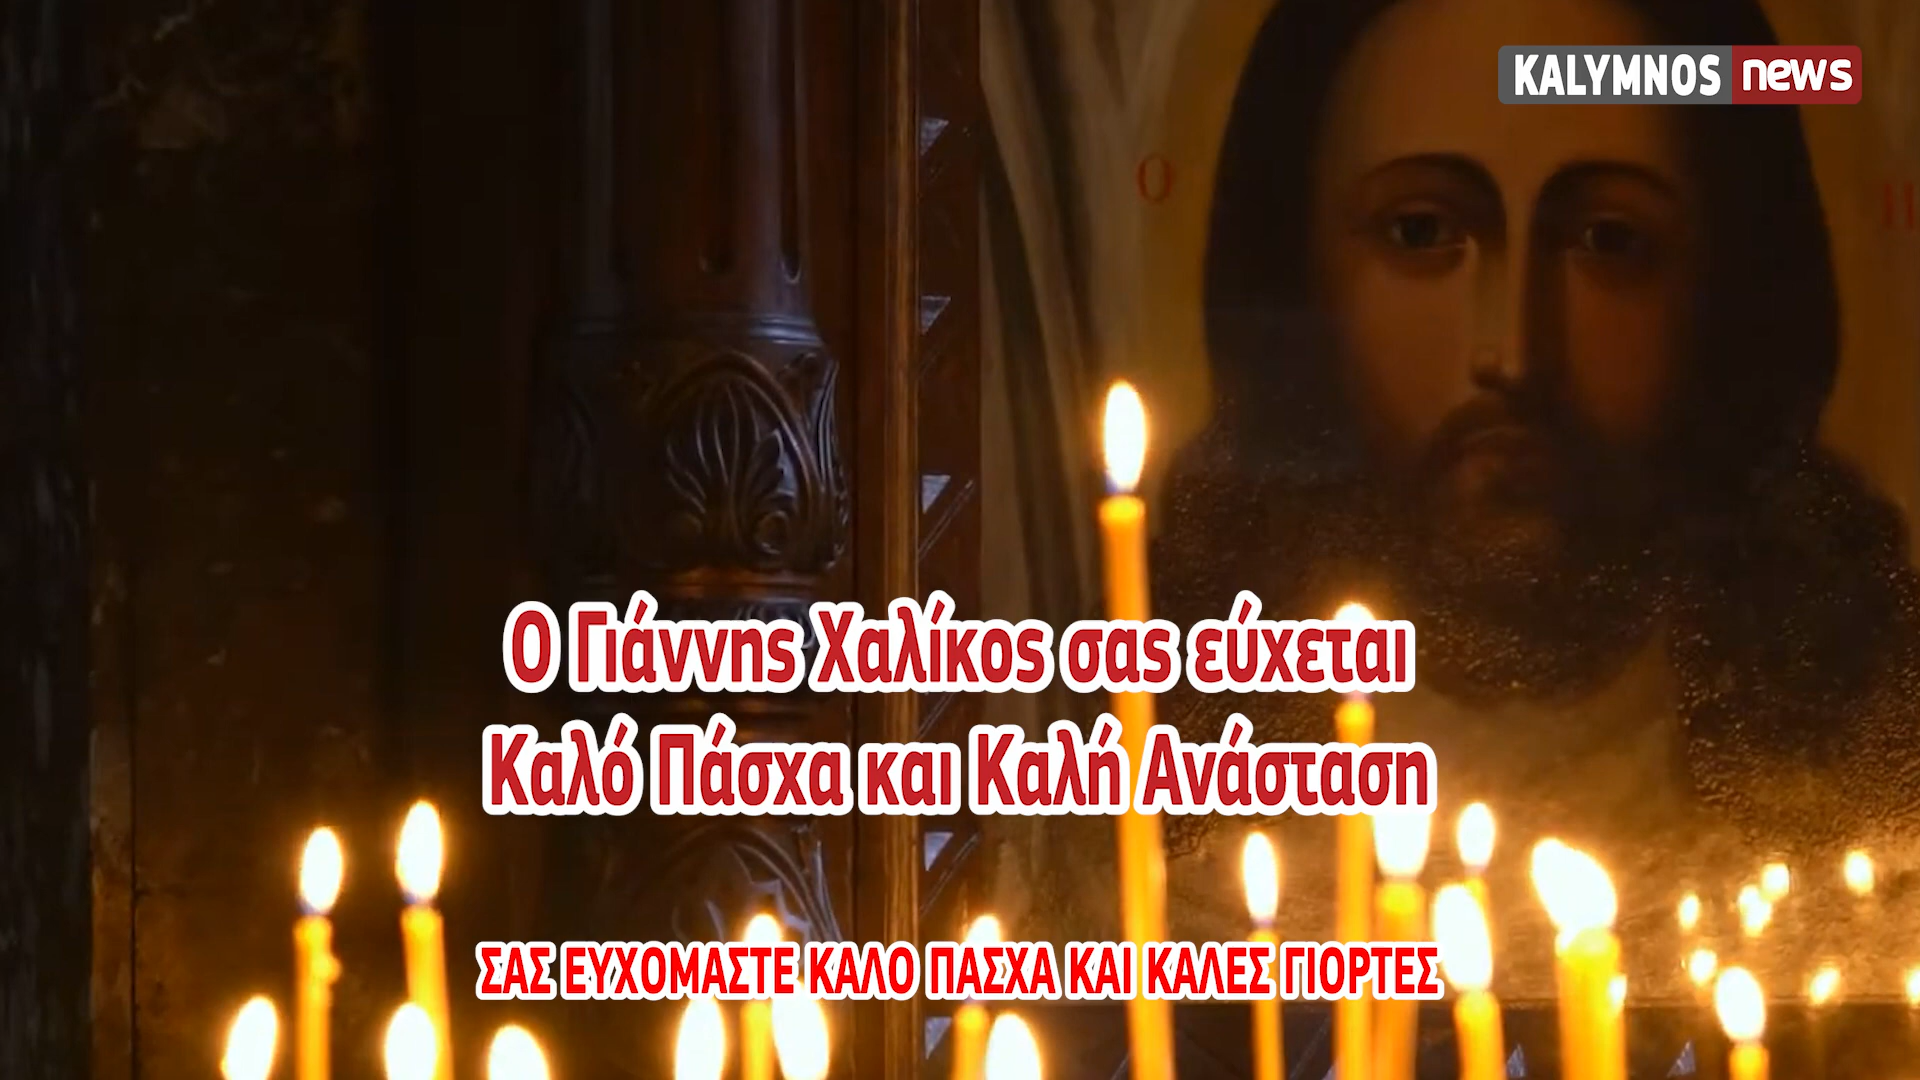 KALYMNOS news
Ο Η
Ο Γιάννης Χαλίκος σας εύχεται
Καλό Πάσχα και Καλή Ανάσταση
ΣΑΣ ΕΥΧΟΜΑΣΤΕ ΚΑΛΟ ΠΑΣΧΑ ΚΑΙ ΚΑΛΕΣ ΓΙΟΡΤΕΣ